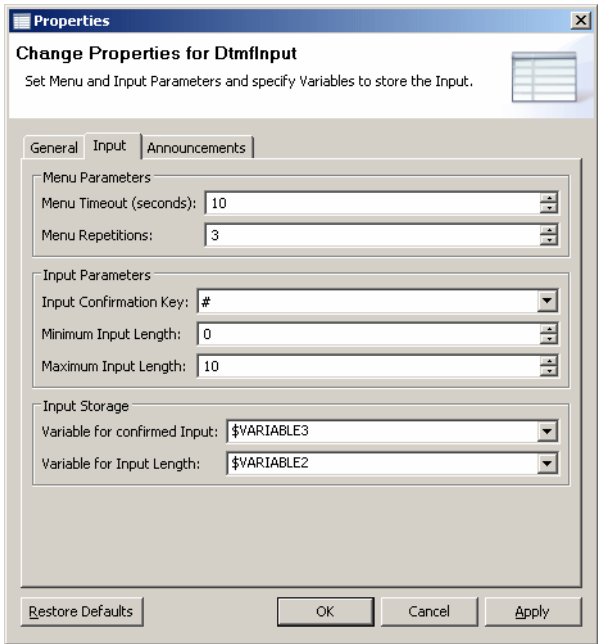 Properties
Change Properties for DtmfInput
Set Menu and Input Parameters and specify Variables to store the Input.
General Input Announcements
Menu Parameters
Menu Timeout (seconds): 10
Menu Repetitions: 3
Input Parameters
Input Confirmation Key: #
Minimum Input Length: 0
Maximum Input Length: 10
Input Storage
Variable for confirmed Input: $VARIABLE3
Variable for Input Length: $VARIABLE2
Restore Defaults OK Cancel Apply